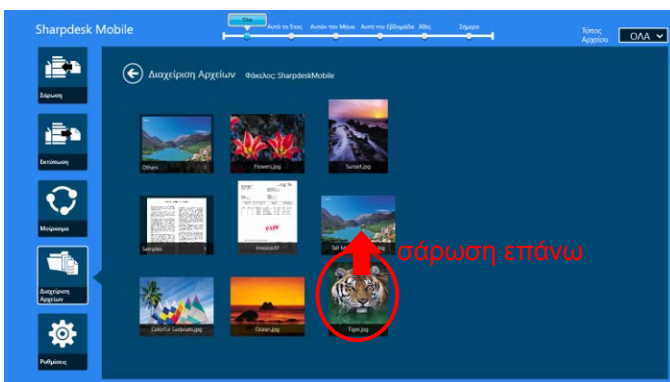 Sharpdesk Mobile
Όλα
Αυτό το Έτος Αυτόν τον Μήνα Αυτή την Εβδομάδα Χθες Σήμερα
Τύπος Αρχείου ΟΛΑ
Σάρωση
Διαχείριση Αρχείων Φάκελος: SharpdeskMobile
Others 1
Flowers.jpg
Sunset.jpg
Εκτύπωση
Μοίρασμα
PAID
Samples
σάρωση επάνω
Διαχείριση Αρχείων
Colorful Sailboats.jpg
Ocean.jpg
Tiger.jpg
Ρυθμίσεις